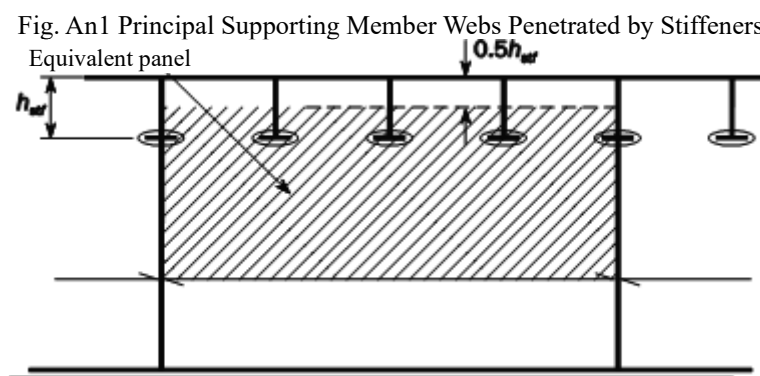 Fig. An1 Principal Supporting Member Webs Penetrated by Stiffeners
0.5hstf
Equivalent panel
hstf